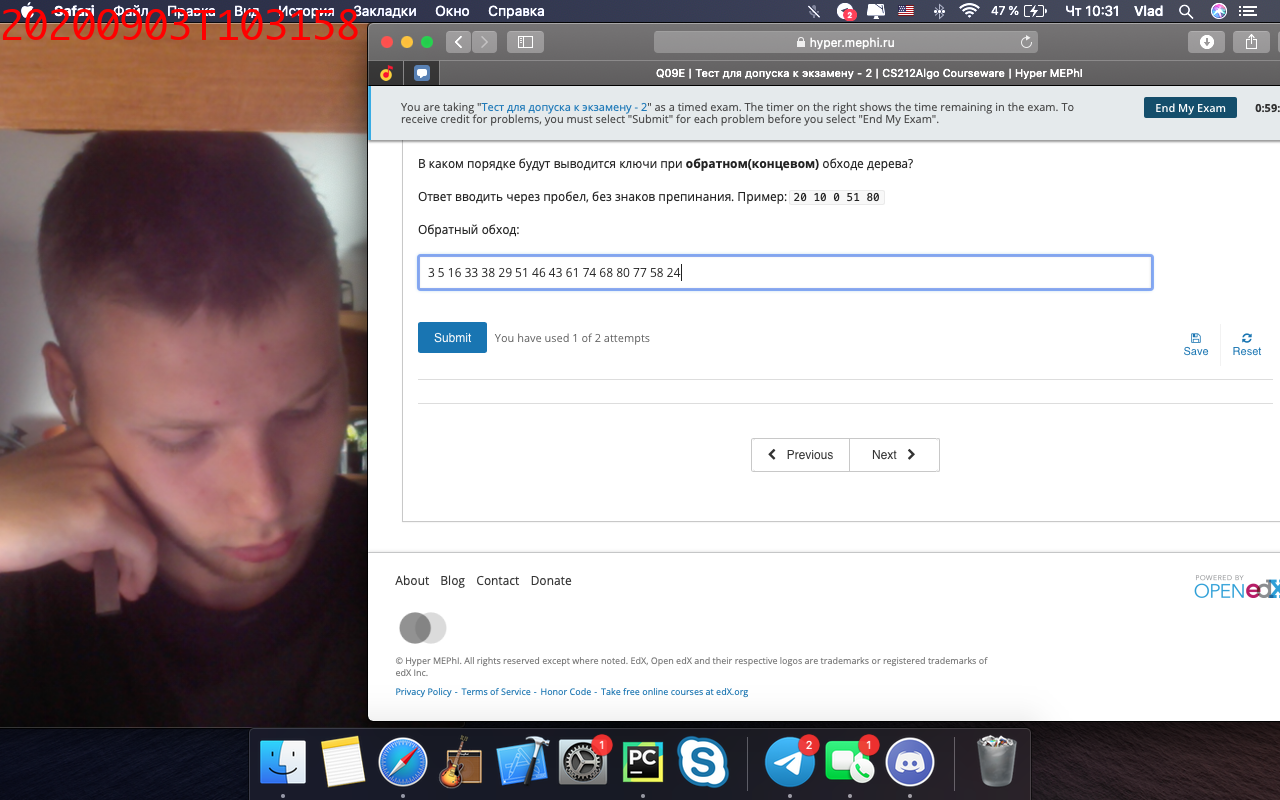 20200903T103158
Safari Файл Правка Вид История Закладки Окно Справка 2 47 % Чт 10:31 Vlad
hyper.mephi.ru
Q09E | Тест для допуска к экзамену - 2 | CS212Algo Courseware | Hyper MEPhI
You are taking "Тест для допуска к экзамену - 2" as a timed exam. The timer on the right shows the time remaining in the exam. To
receive credit for problems, you must select "Submit" for each problem before you select "End My Exam".
End My Exam 0:59:
В каком порядке будут выводится ключи при обратном(концевом) обходе дерева?
Ответ вводить через пробел, без знаков препинания. Пример: 20 10 0 51 80
Обратный обход:
3 5 16 33 38 29 51 46 43 61 74 68 80 77 58 24
Submit You have used 1 of 2 attempts
Save Reset
Previous Next
About Blog Contact Donate
POWERED BY
OPEN edX
© Hyper MEPhI. All rights reserved except where noted. EdX, Open edX and their respective logos are trademarks or registered trademarks of
edX Inc.
Privacy Policy - Terms of Service - Honor Code - Take free online courses at edX.org
1 PC 2 1